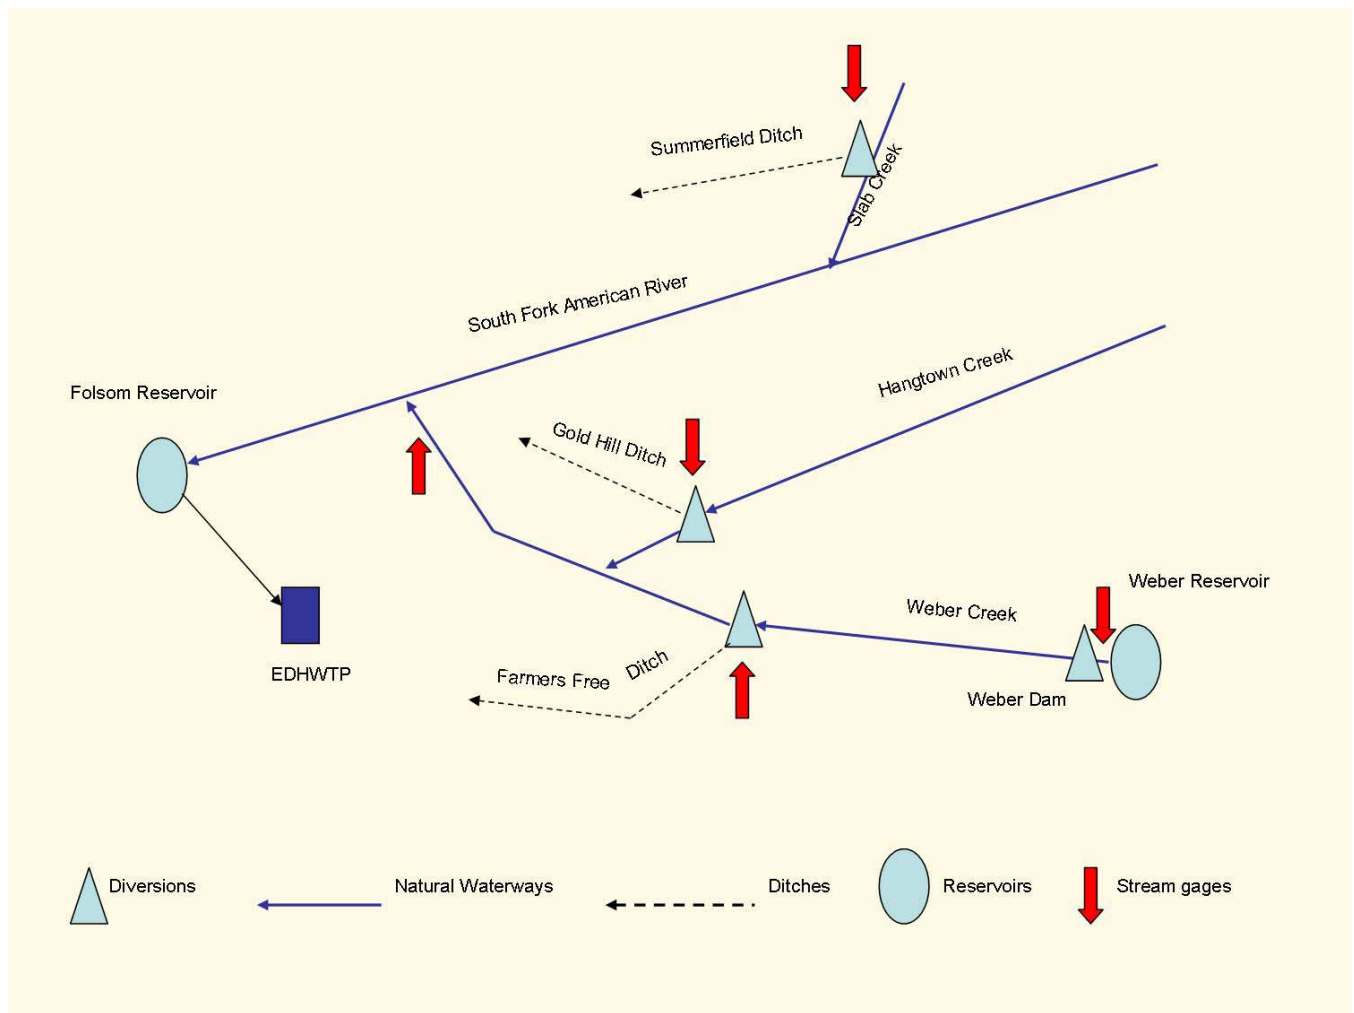 Summerfield Ditch
Slab Creek
South Fork American River
Hangtown Creek
Folsom Reservoir
Gold Hill Ditch
Weber Reservoir
Weber Creek
EDHWTP
Farmers Free Ditch
Weber Dam
Diversions
Natural Waterways
Ditches
Reservoirs
Stream gages